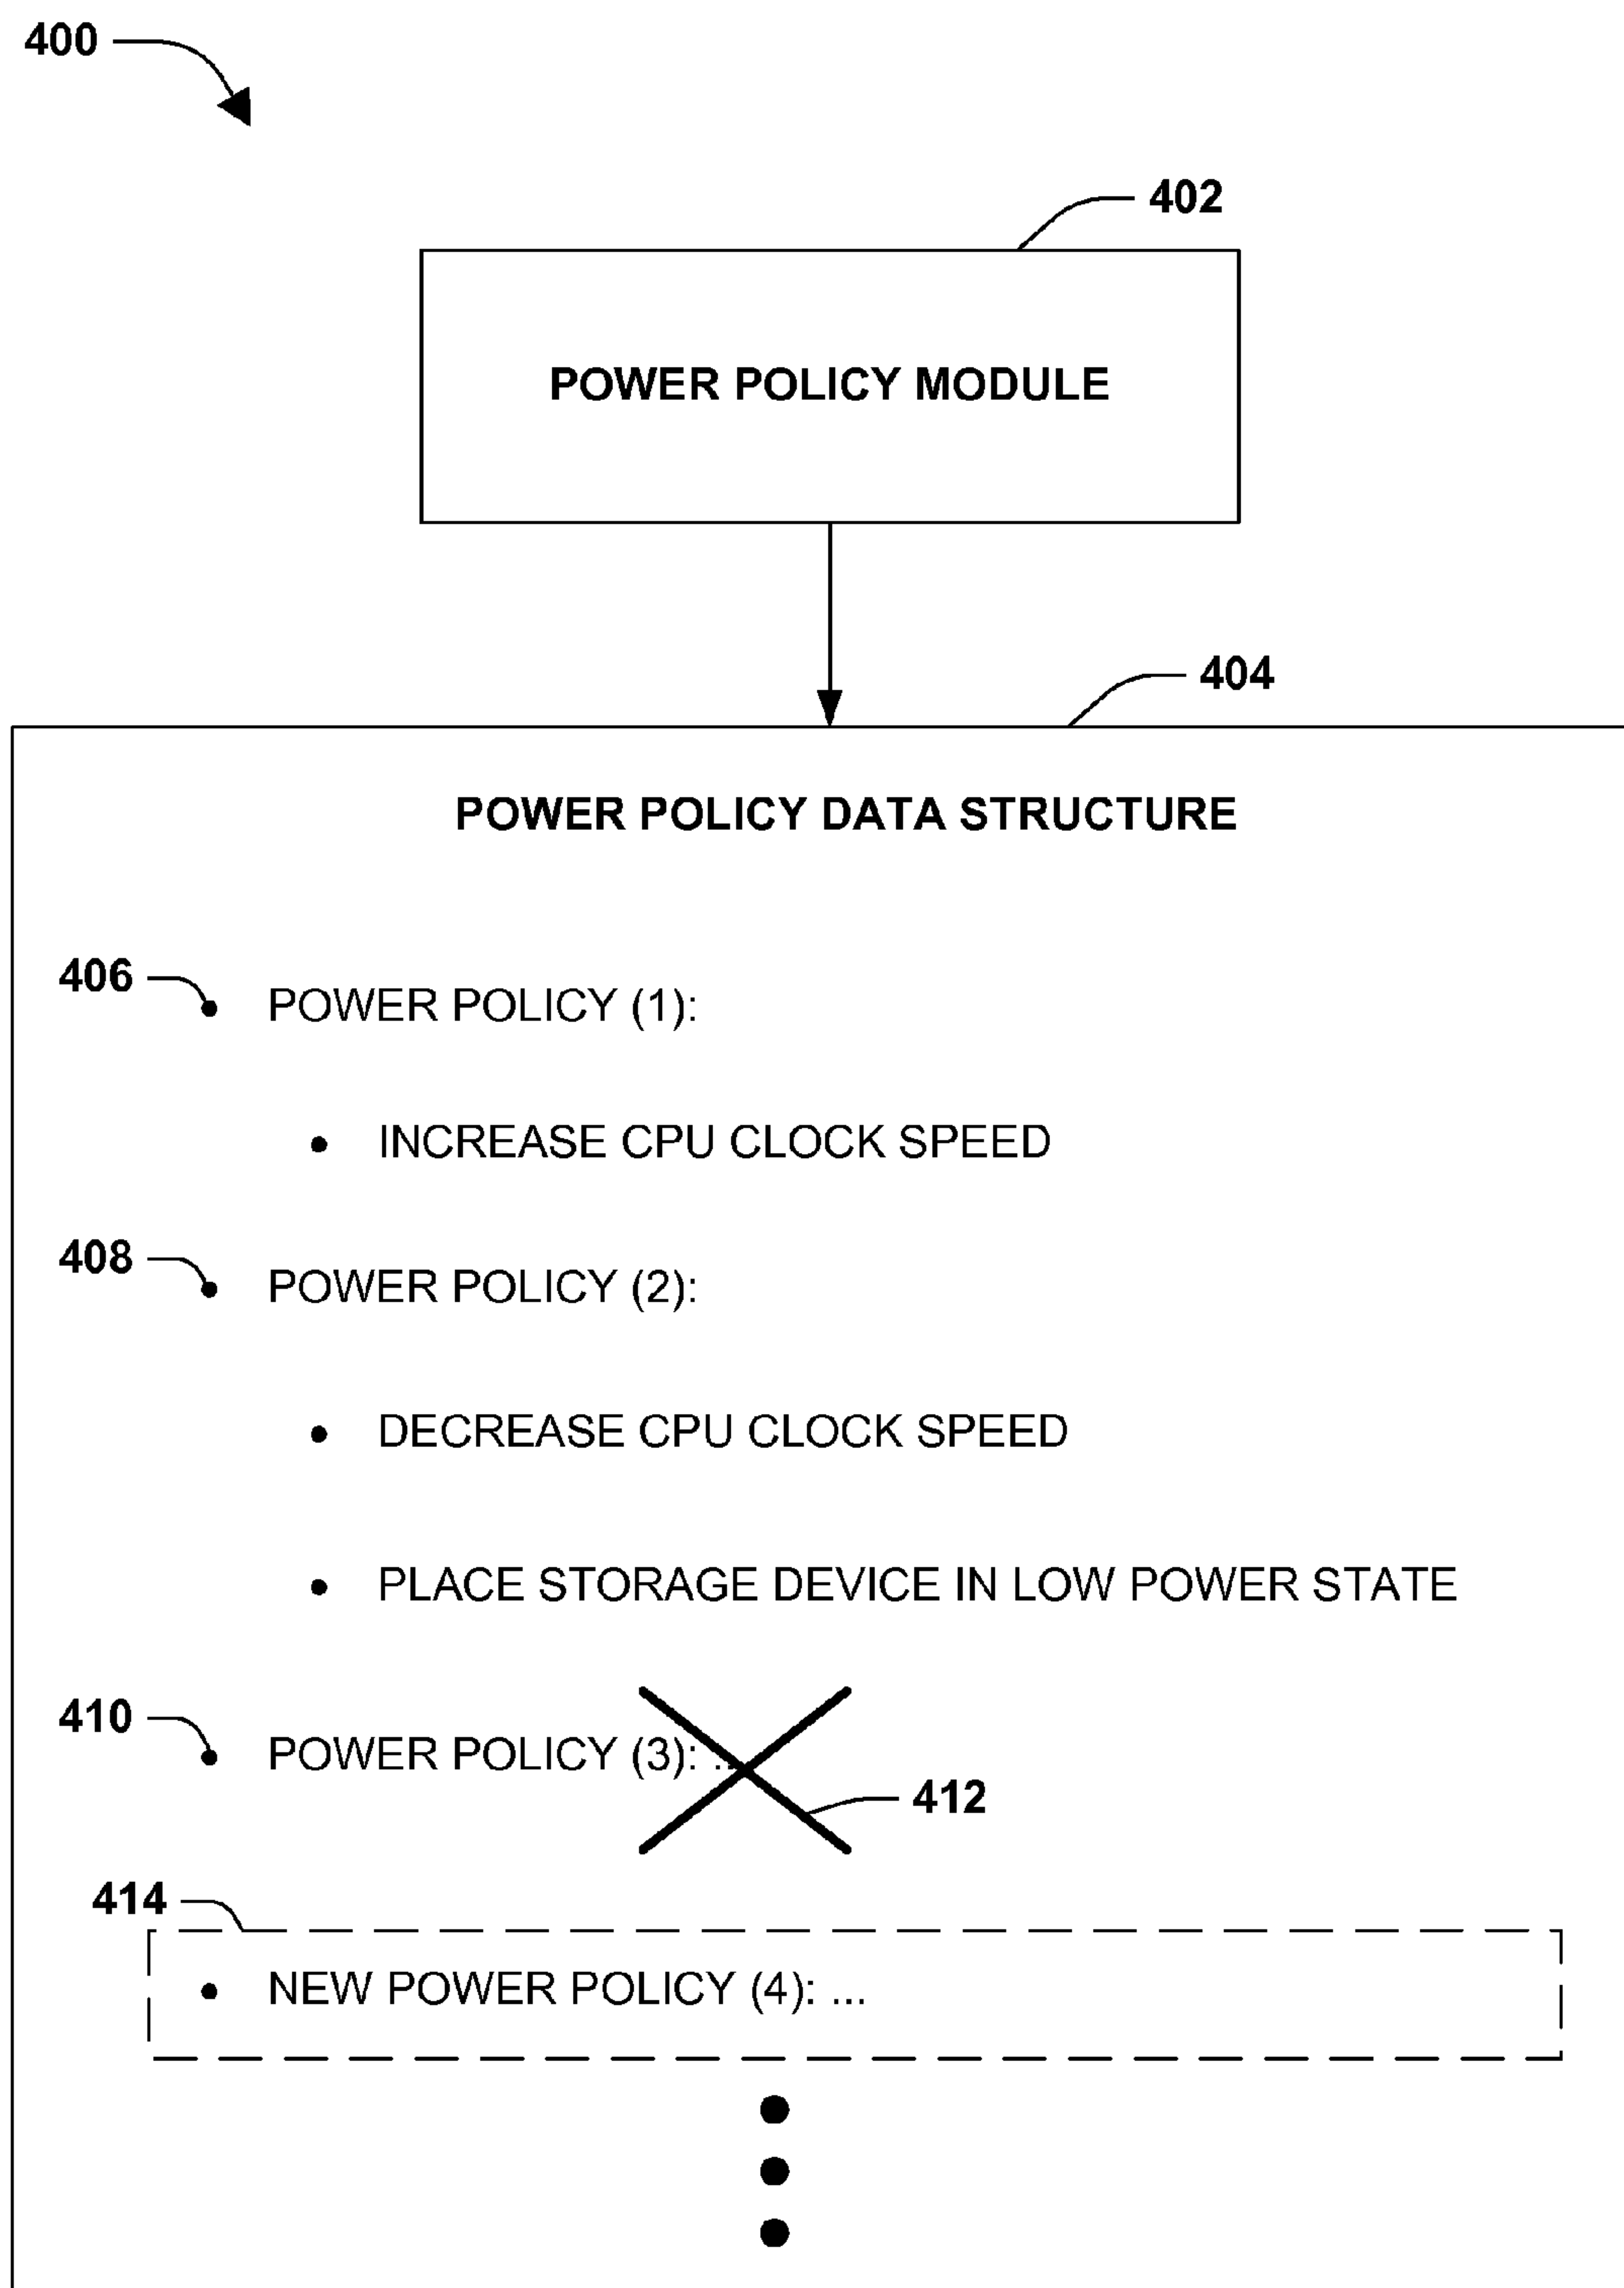 400
402
POWER POLICY MODULE
404
POWER POLICY DATA STRUCTURE
406
• POWER POLICY (1):
• INCREASE CPU CLOCK SPEED
408
• POWER POLICY (2):
• DECREASE CPU CLOCK SPEED
• PLACE STORAGE DEVICE IN LOW POWER STATE
410
• POWER POLICY (3): ...
412
414
• NEW POWER POLICY (4): ...